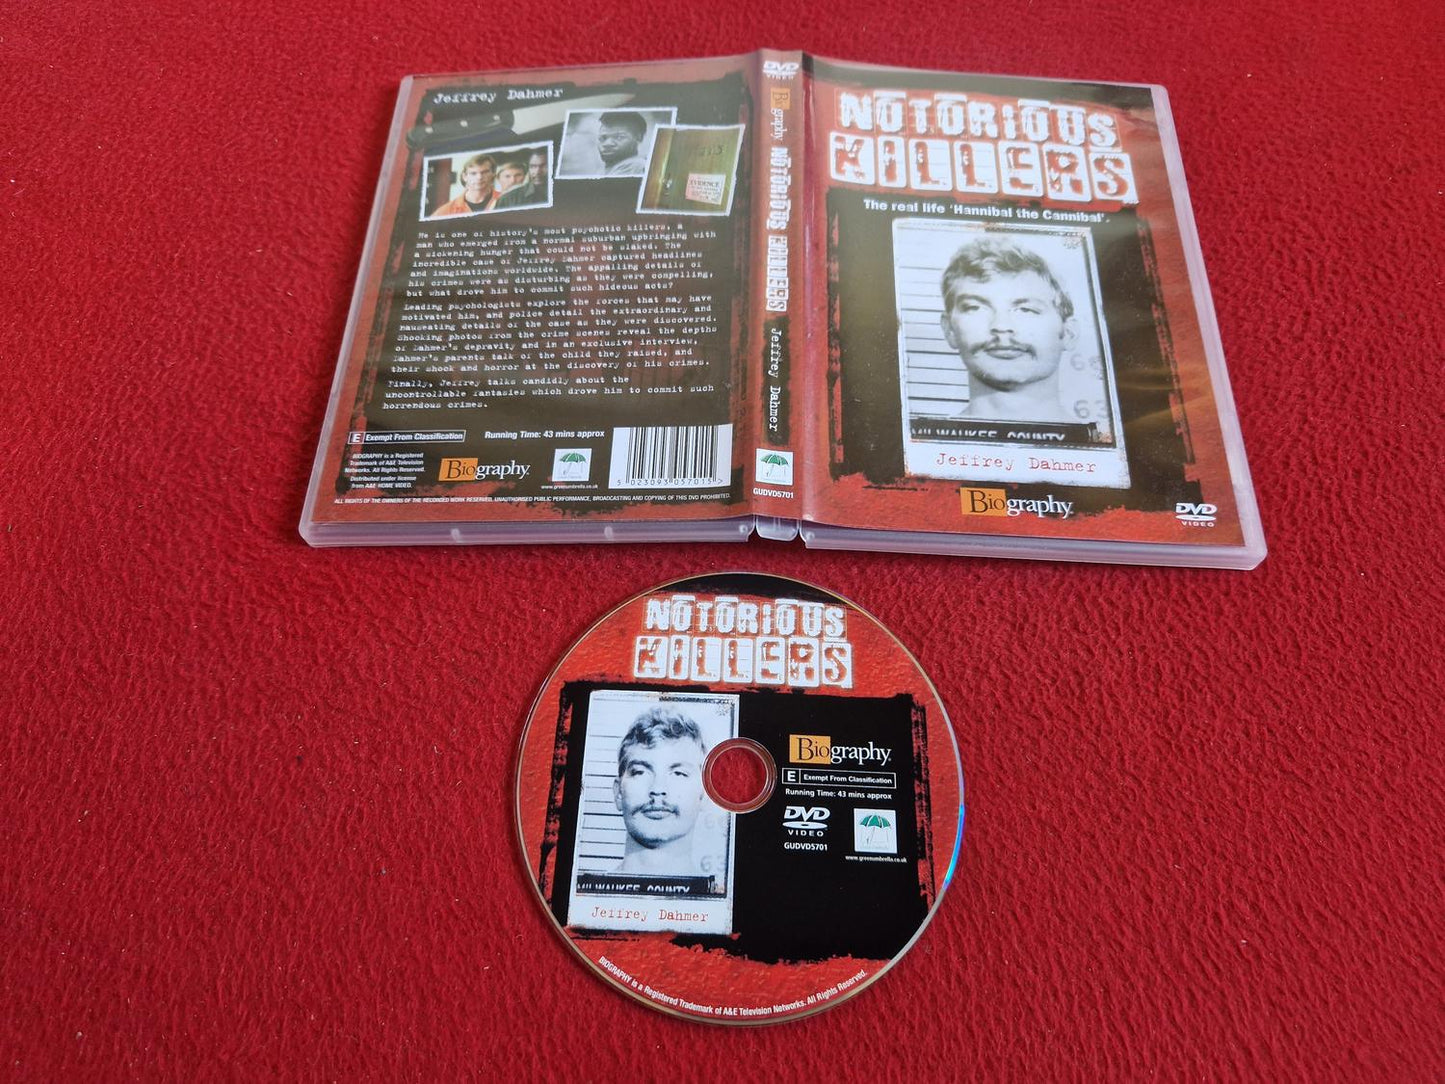 Jeffrey Dahmer
EVIDENCE
He is one of history's most psychotic killers, a
man who emerged from a normal suburban upbringing with
a sickening hunger that could not be slaked. The
incredible case of Jeffrey Dahmer captured headlines
and imaginations worldwide. The appalling details of
his crimes were as disturbing as they were compelling,
but what drove him to commit such hideous acts?
Leading psychologists explore the forces that may have
motivated him, and police detail the extraordinary and
nauseating details of the case as they were discovered.
Shocking photos from the crime scenes reveal the depths
of Dahmer's depravity and in an exclusive interview,
Dahmer's parents talk of the child they raised, and
their shock and horror at the discovery of his crimes.
Finally, Jeffrey talks candidly about the
uncontrollable fantasies which drove him to commit such
horrendous crimes.
E Exempt From Classification
Running Time: 43 mins approx
BIOGRAPHY is a Registered
Trademark of A&E Television
Networks. All Rights Reserved.
Distributed under license
from A&E HOME VIDEO.
Biography
www.greenumbrella.co.uk
5 023093 057015 >
ALL RIGHTS OF THE OWNERS OF THE RECORDED WORK RESERVED. UNAUTHORISED PUBLIC PERFORMANCE, BROADCASTING AND COPYING OF THIS DVD PROHIBITED.
DVD
VIDEO
Biography
NOTORIOUS KILLERS
Jeffrey Dahmer
GUDVD5701
NOTORIOUS
KILLERS
The real life 'Hannibal the Cannibal'.
MILWAUKEE COUNTY
Jeffrey Dahmer
Biography
DVD
VIDEO
NOTORIOUS
KILLERS
Biography
E Exempt From Classification
Running Time: 43 mins approx
DVD
VIDEO
GUDVD5701
www.greenumbrella.co.uk
63
MILWAUKEE COUNTY
Jeffrey Dahmer
BIOGRAPHY is a Registered Trademark of A&E Television Networks. All Rights Reserved.